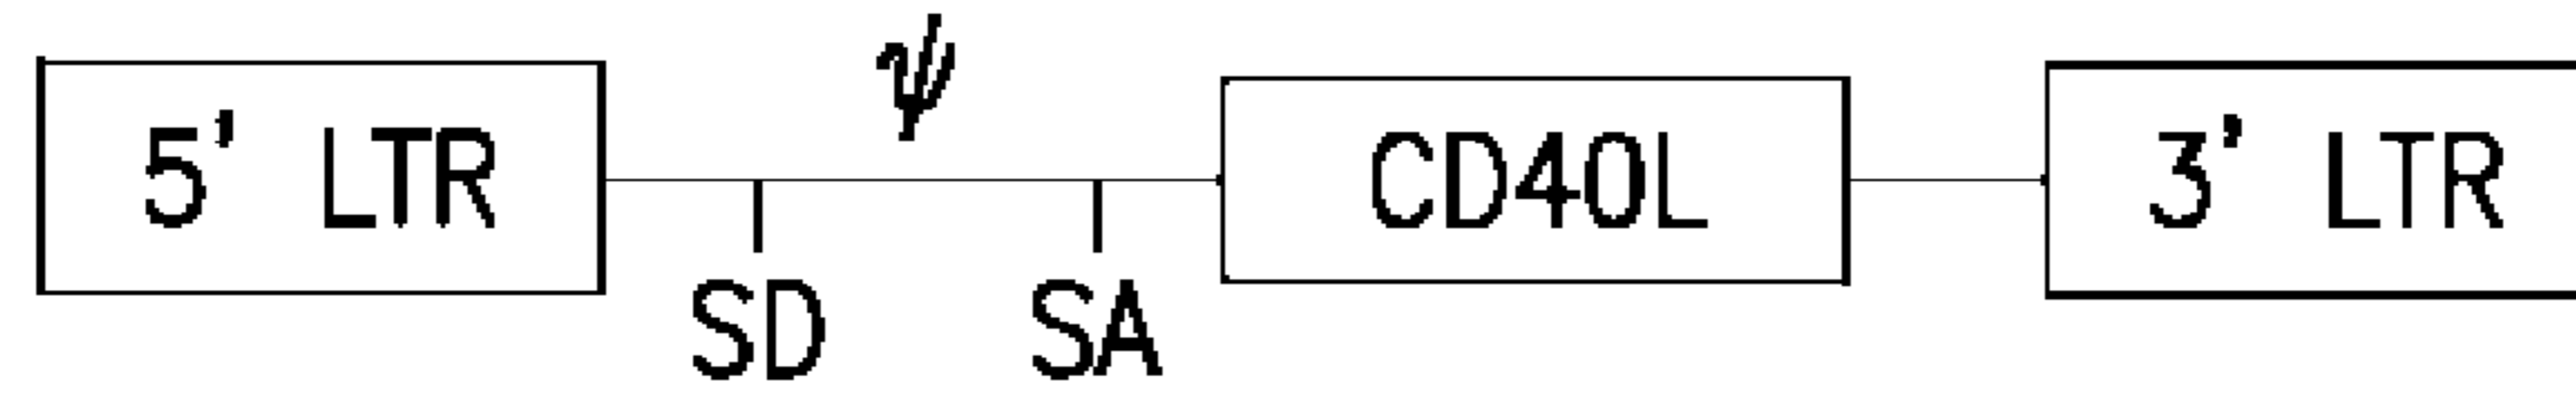 ψ
5' LTR CD40L 3' LTR
SD SA